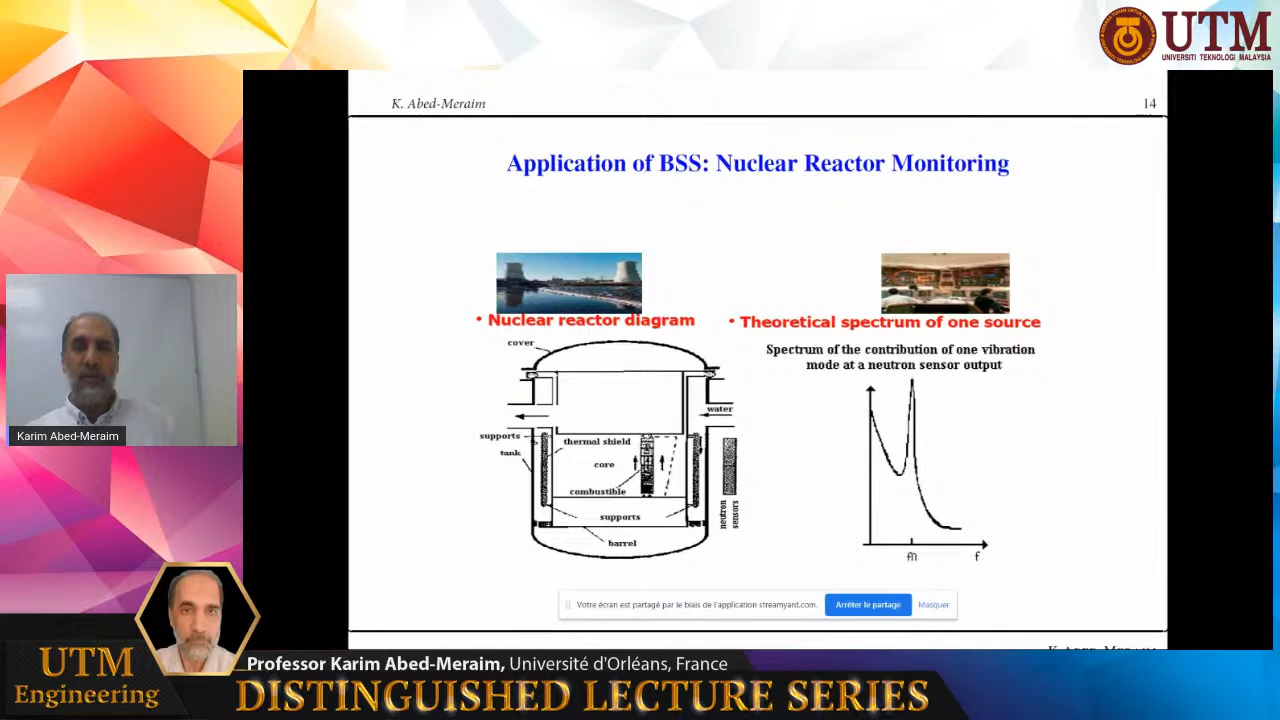 UTM
UNIVERSITI TEKNOLOGI MALAYSIA
K. Abed-Meraim
14
Application of BSS: Nuclear Reactor Monitoring
• Nuclear reactor diagram
• Theoretical spectrum of one source
cover
water
supports
thermal shield
tank
core
combustible
supports
barrel
neutron
sensors
Spectrum of the contribution of one vibration
mode at a neutron sensor output
fn
f
Votre écran est partagé par le biais de l'application streamyard.com.
Arrêter le partage
Masquer
Karim Abed-Meraim
UTM
Engineering
Professor Karim Abed-Meraim, Université d'Orléans, France
DISTINGUISHED LECTURE SERIES